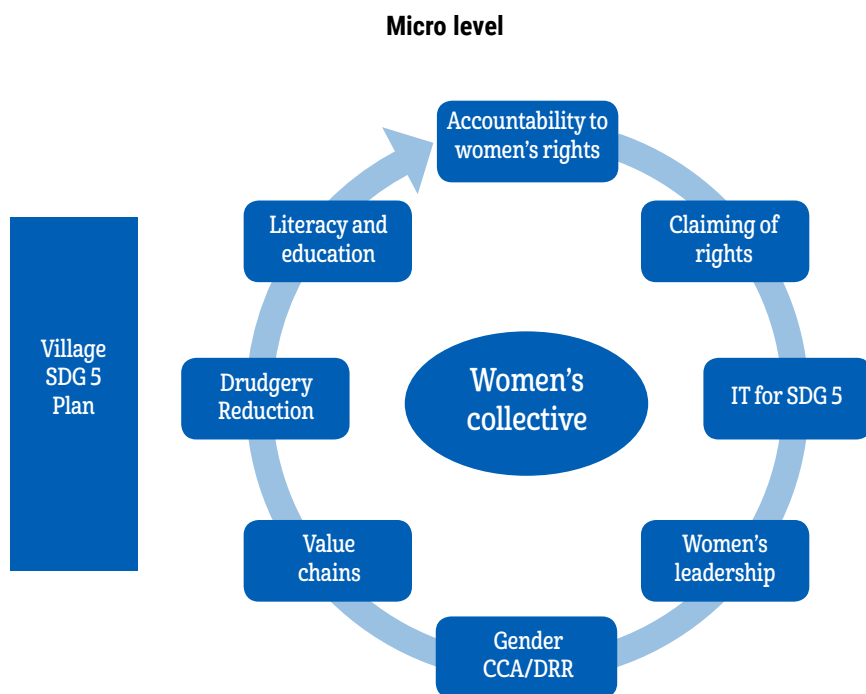 Micro level
Accountability to
women's rights
Claiming of
rights
IT for SDG 5
Women's
leadership
Gender
CCA/DRR
Value
chains
Drudgery
Reduction
Literacy and
education
Women's
collective
Village
SDG 5
Plan